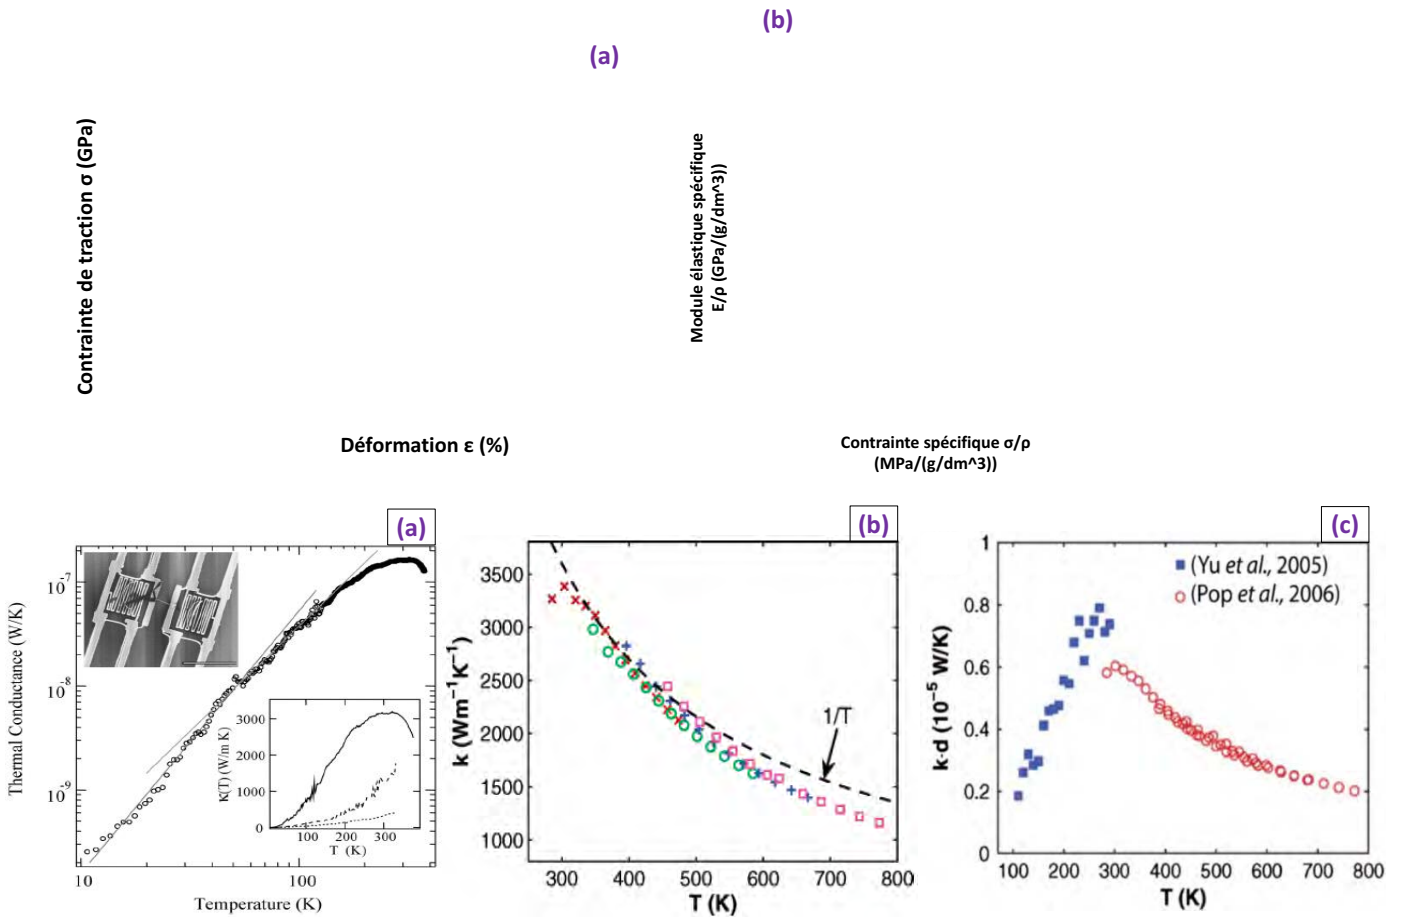 (b)
(a)
Contrainte de traction σ (GPa)
Module élastique spécifique
E/ρ (GPa/(g/dm^3))
Déformation ε (%)
Contrainte spécifique σ/ρ
(MPa/(g/dm^3))
(a)
Thermal Conductance (W/K)
10^-7
10^-8
10^-9
10
100
Temperature (K)
K(T) (W/m K)
3000
2000
1000
0
100
200
300
T (K)
(b)
k (Wm^-1K^-1)
3500
3000
2500
2000
1500
1000
1/T
300
400
500
600
700
800
T (K)
(c)
k·d (10^-5 W/K)
1
0.8
0.6
0.4
0.2
0
(Yu et al., 2005)
(Pop et al., 2006)
100
200
300
400
500
600
700
800
T (K)